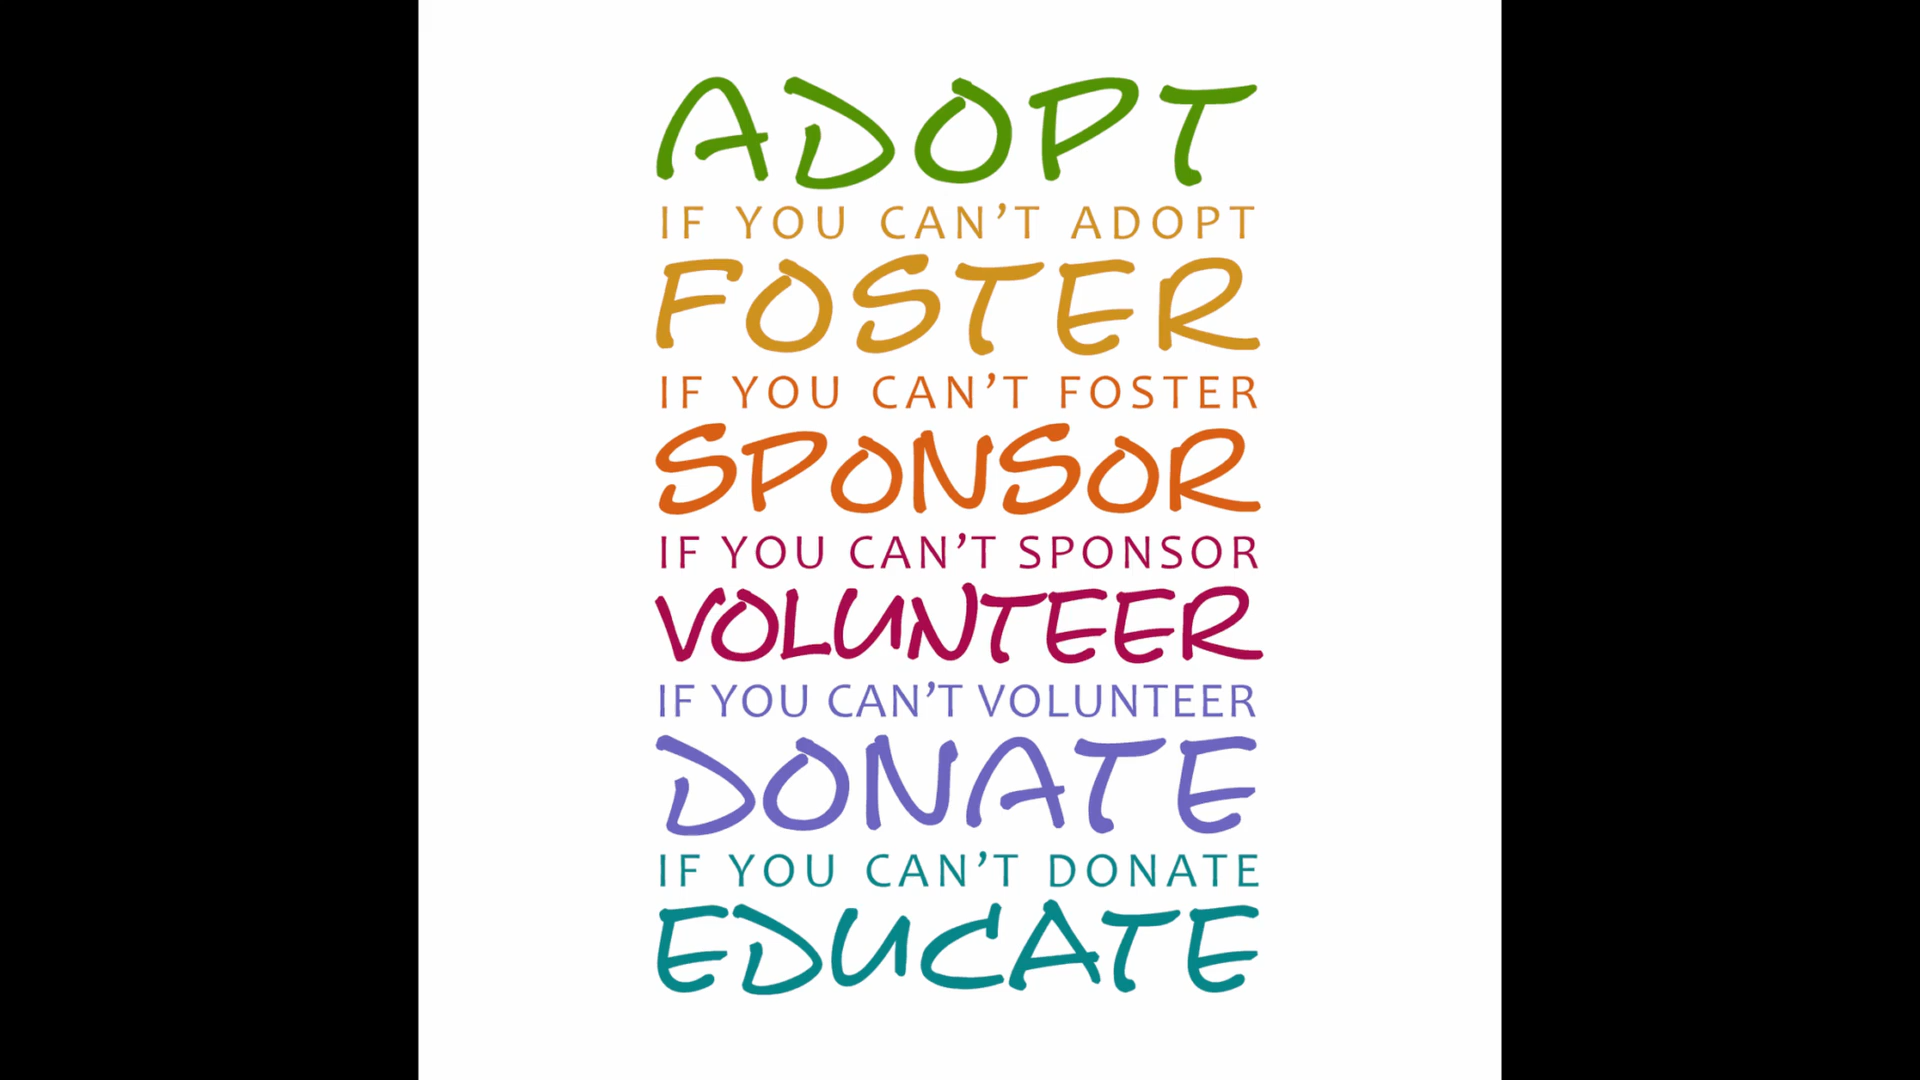 ADOPT
IF YOU CAN'T ADOPT
FOSTER
IF YOU CAN'T FOSTER
SPONSOR
IF YOU CAN'T SPONSOR
VOLUNTEER
IF YOU CAN'T VOLUNTEER
DONATE
IF YOU CAN'T DONATE
EDUCATE